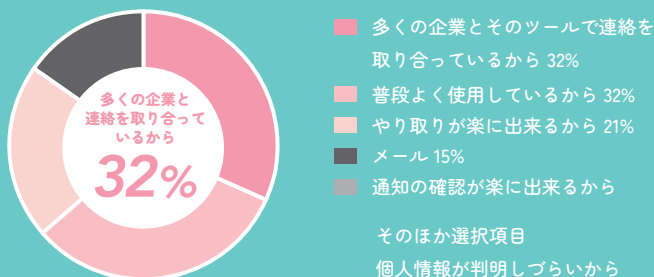 多くの企業と
連絡を取り合って
いるから
32%
多くの企業とそのツールで連絡を
取り合っているから 32%
普段よく使用しているから 32%
やり取りが楽に出来るから 21%
メール 15%
通知の確認が楽に出来るから
そのほか選択項目
個人情報が判明しづらいから